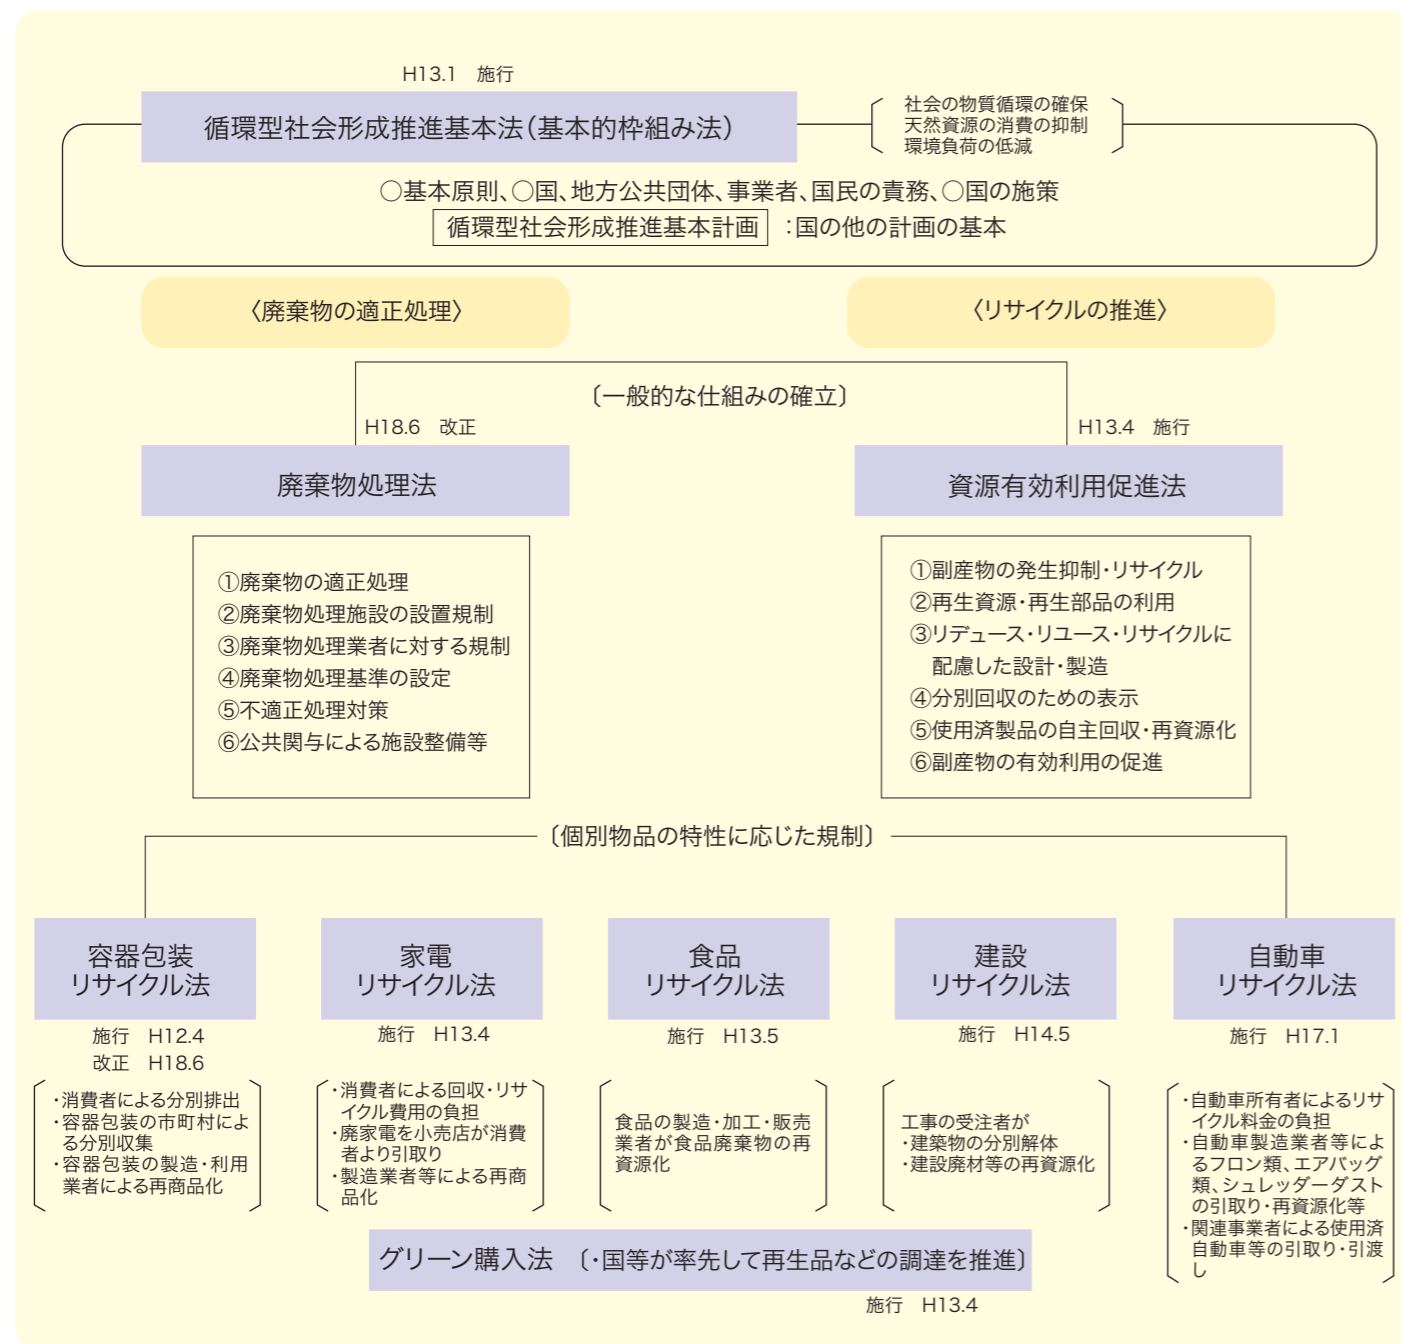 H13.1　施行
循環型社会形成推進基本法（基本的枠組み法）
社会の物質循環の確保
天然資源の消費の抑制
環境負荷の低減
○基本原則、○国、地方公共団体、事業者、国民の責務、○国の施策
循環型社会形成推進基本計画　：国の他の計画の基本
〈廃棄物の適正処理〉
〈リサイクルの推進〉
〔一般的な仕組みの確立〕
H18.6　改正
H13.4　施行
廃棄物処理法
資源有効利用促進法
①廃棄物の適正処理
②廃棄物処理施設の設置規制
③廃棄物処理業者に対する規制
④廃棄物処理基準の設定
⑤不適正処理対策
⑥公共関与による施設整備等
①副産物の発生抑制・リサイクル
②再生資源・再生部品の利用
③リデュース・リユース・リサイクルに
配慮した設計・製造
④分別回収のための表示
⑤使用済製品の自主回収・再資源化
⑥副産物の有効利用の促進
〔個別物品の特性に応じた規制〕
容器包装
リサイクル法
施行　H12.4
改正　H18.6
・消費者による分別排出
・容器包装の市町村によ
る分別収集
・容器包装の製造・利用
業者による再商品化
家電
リサイクル法
施行　H13.4
・消費者による回収・リサ
イクル費用の負担
・廃家電を小売店が消費
者より引取り
・製造業者等による再商
品化
食品
リサイクル法
施行　H13.5
食品の製造・加工・販売
業者が食品廃棄物の再
資源化
建設
リサイクル法
施行　H14.5
工事の受注者が
・建築物の分別解体
・建設廃材等の再資源化
自動車
リサイクル法
施行　H17.1
・自動車所有者によるリサ
イクル料金の負担
・自動車製造業者等によ
るフロン類、エアバッグ
類、シュレッダーダスト
の引取り・再資源化等
・関連事業者による使用済
自動車等の引取り・引渡
し
グリーン購入法　〔・国等が率先して再生品などの調達を推進〕
施行　H13.4